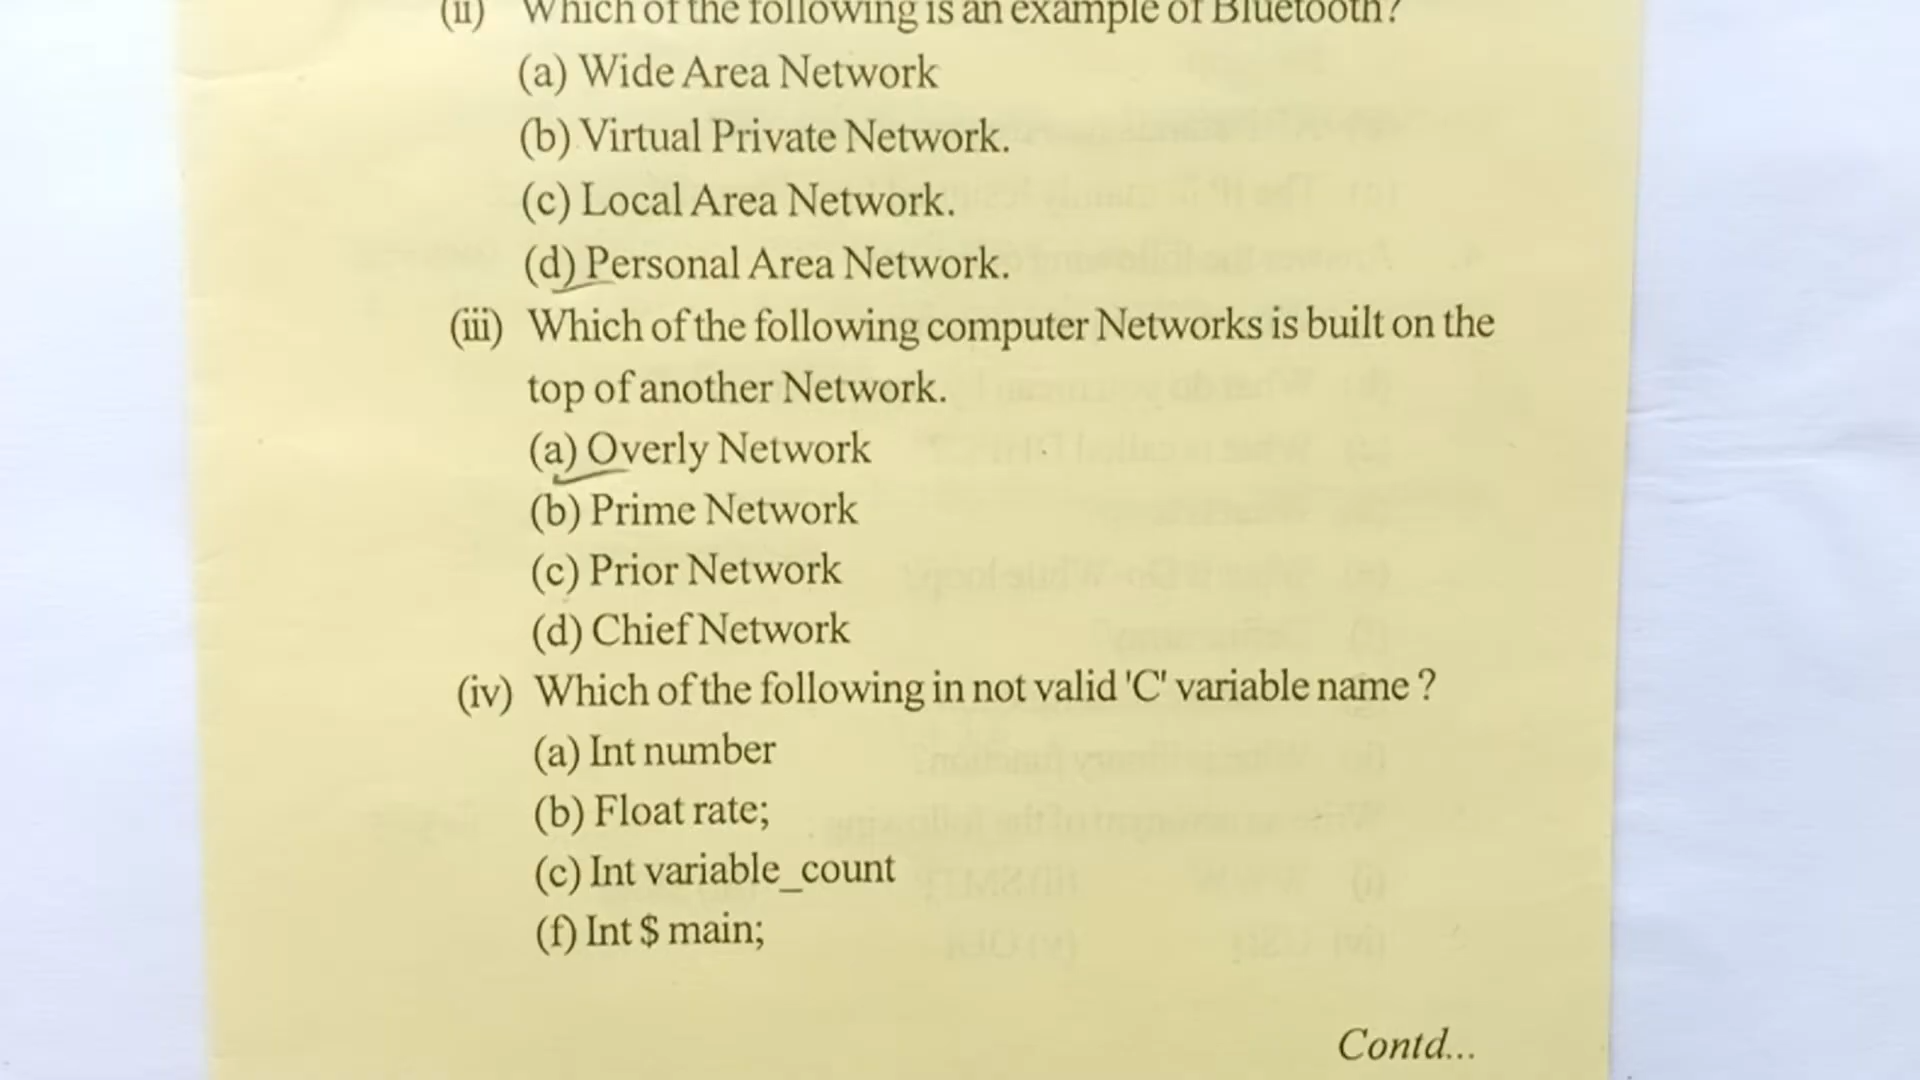 (ii) Which of the following is an example of Bluetooth?
(a) Wide Area Network
(b) Virtual Private Network.
(c) Local Area Network.
(d) Personal Area Network.
(iii) Which of the following computer Networks is built on the
top of another Network.
(a) Overly Network
(b) Prime Network
(c) Prior Network
(d) Chief Network
(iv) Which of the following in not valid 'C' variable name ?
(a) Int number
(b) Float rate;
(c) Int variable_count
(f) Int $ main;
Contd...